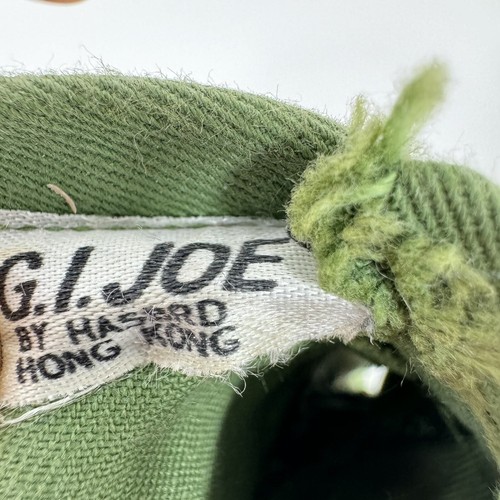 G.I. JOE
BY HASBRO
HONG KONG